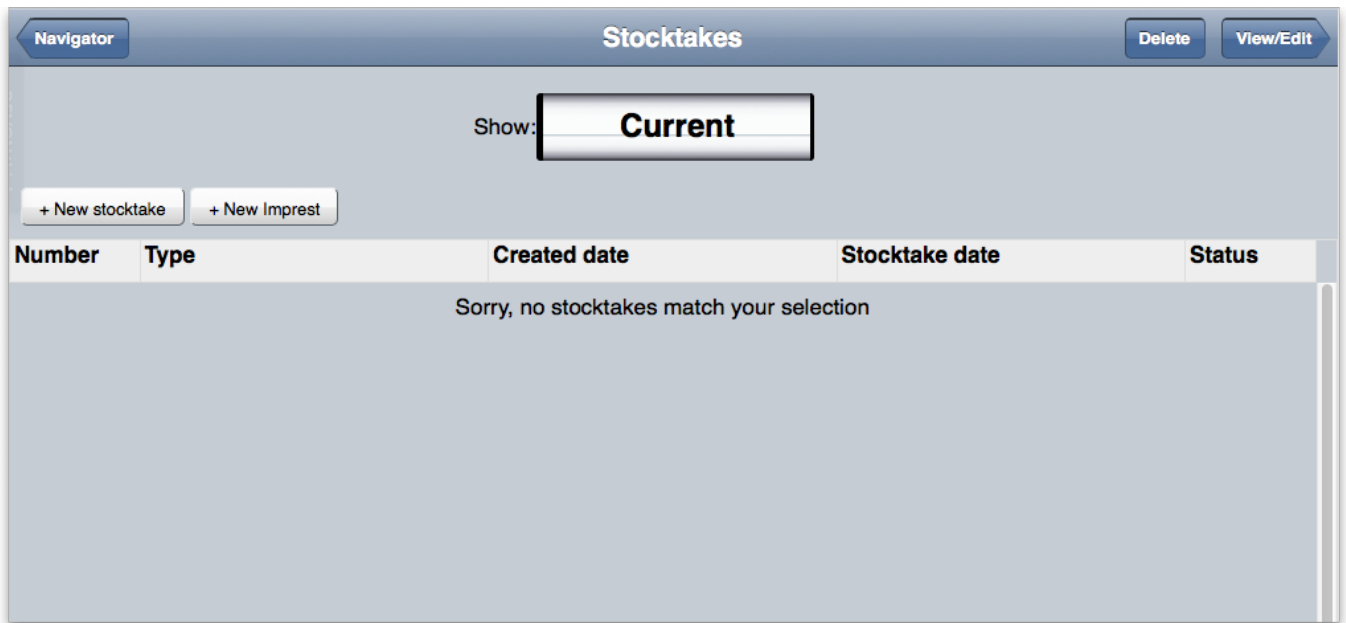 Navigator Stocktakes Delete View/Edit
Show: Current
+ New stocktake + New Imprest
Number Type Created date Stocktake date Status
Sorry, no stocktakes match your selection